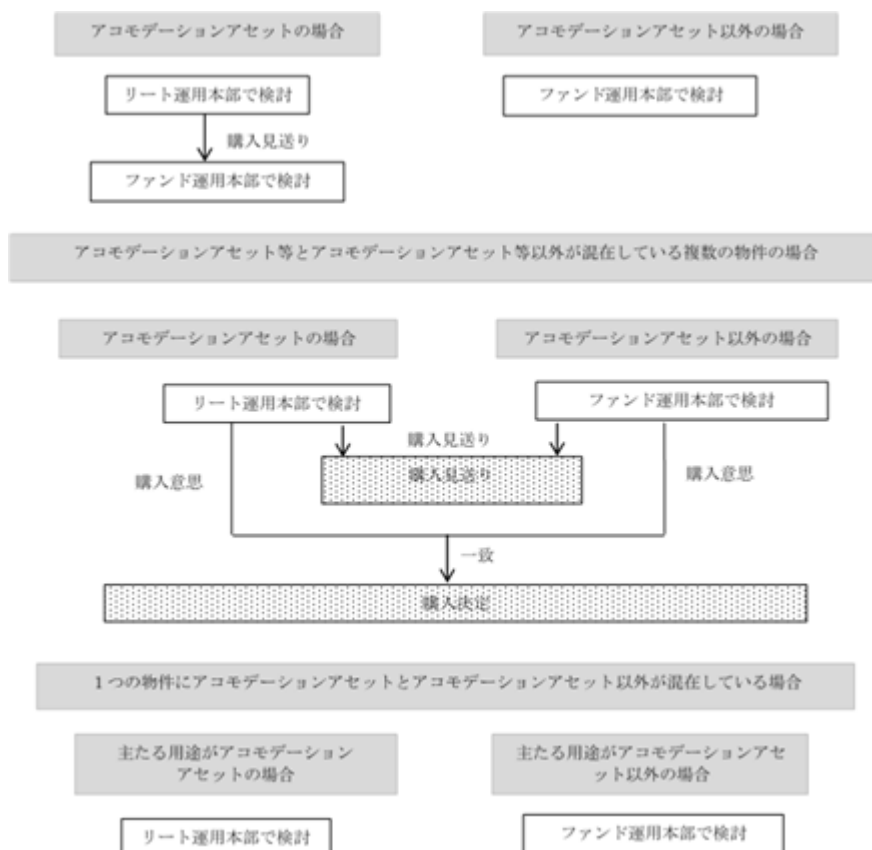 アコモデーションアセットの場合
アコモデーションアセット以外の場合
リート運用本部で検討
ファンド運用本部で検討
購入見送り
ファンド運用本部で検討
アコモデーションアセット等とアコモデーションアセット等以外が混在している複数の物件の場合
アコモデーションアセットの場合
アコモデーションアセット以外の場合
リート運用本部で検討
ファンド運用本部で検討
購入見送り
購入意思
購入見送り
購入意思
一致
購入決定
1つの物件にアコモデーションアセットとアコモデーションアセット以外が混在している場合
主たる用途がアコモデーション
アセットの場合
主たる用途がアコモデーションアセ
ット以外の場合
リート運用本部で検討
ファンド運用本部で検討